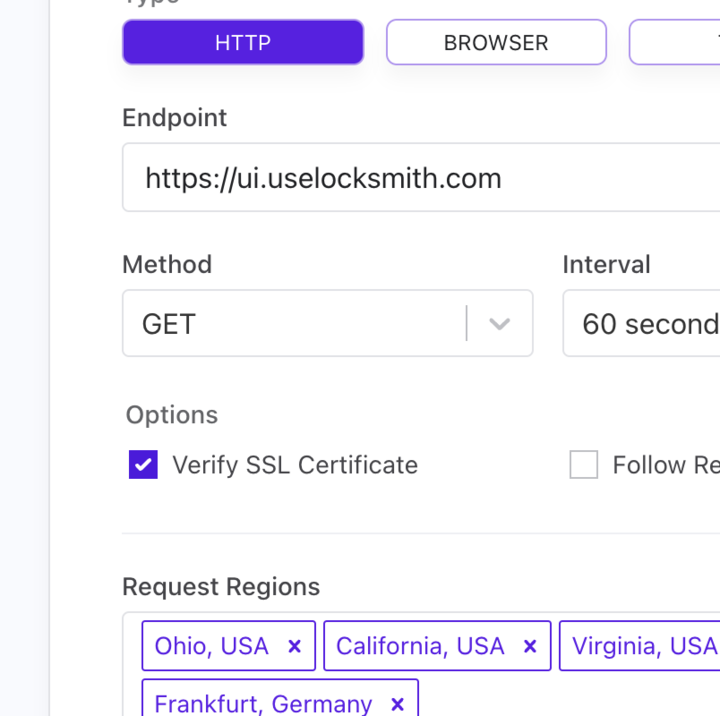 Type
HTTP BROWSER
Endpoint
https://ui.uselocksmith.com
Method Interval
GET 60 second
Options
Verify SSL Certificate Follow Re
Request Regions
Ohio, USA × California, USA × Virginia, USA
Frankfurt, Germany ×